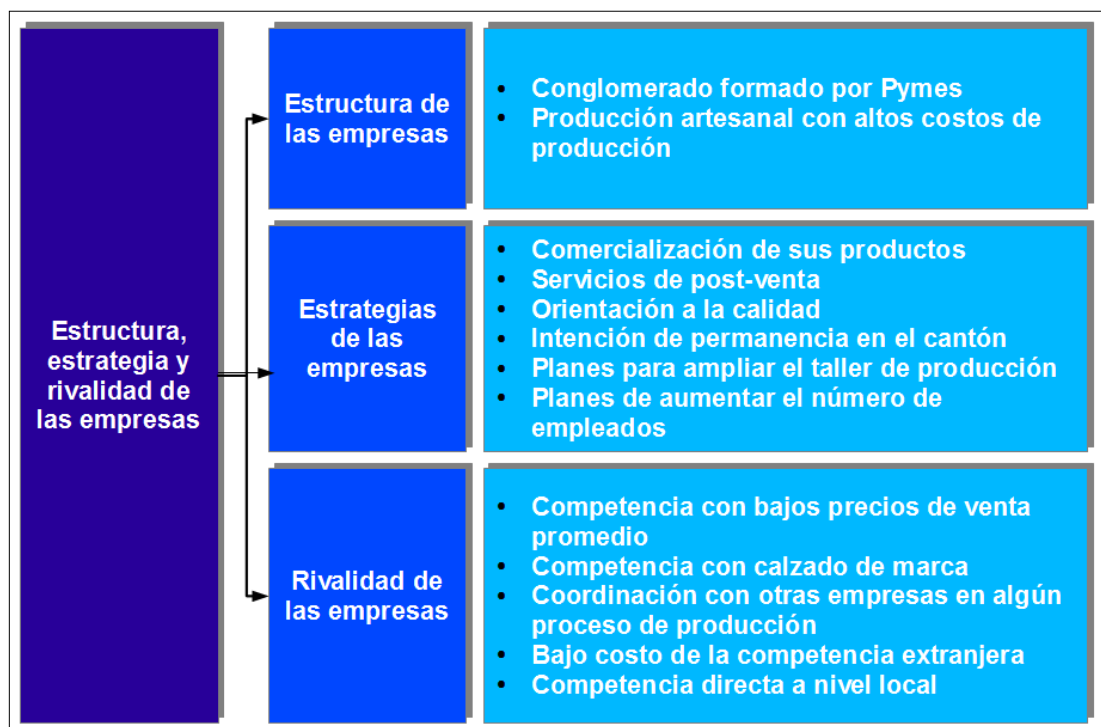 Estructura,
estrategia y
rivalidad de
las empresas
Estructura de
las empresas
• Conglomerado formado por Pymes
• Producción artesanal con altos costos de
producción
Estrategias
de las
empresas
• Comercialización de sus productos
• Servicios de post-venta
• Orientación a la calidad
• Intención de permanencia en el cantón
• Planes para ampliar el taller de producción
• Planes de aumentar el número de
empleados
Rivalidad de
las empresas
• Competencia con bajos precios de venta
promedio
• Competencia con calzado de marca
• Coordinación con otras empresas en algún
proceso de producción
• Bajo costo de la competencia extranjera
• Competencia directa a nivel local